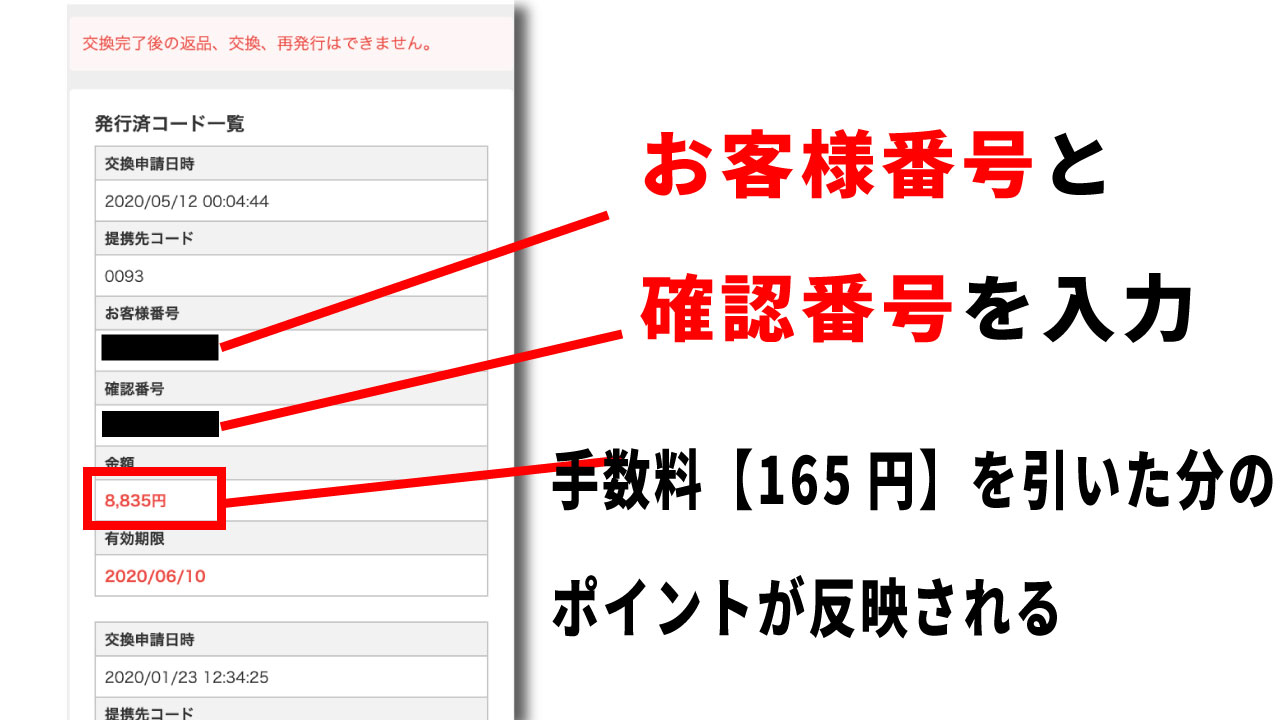 交換完了後の返品、交換、再発行はできません。
発行済コード一覧
交換申請日時
2020/05/12 00:04:44
提携先コード
0093
お客様番号
確認番号
金額
8,835円
有効期限
2020/06/10
交換申請日時
2020/01/23 12:34:25
提携先コード
お客様番号と
確認番号を入力
手数料【165円】を引いた分の
ポイントが反映される